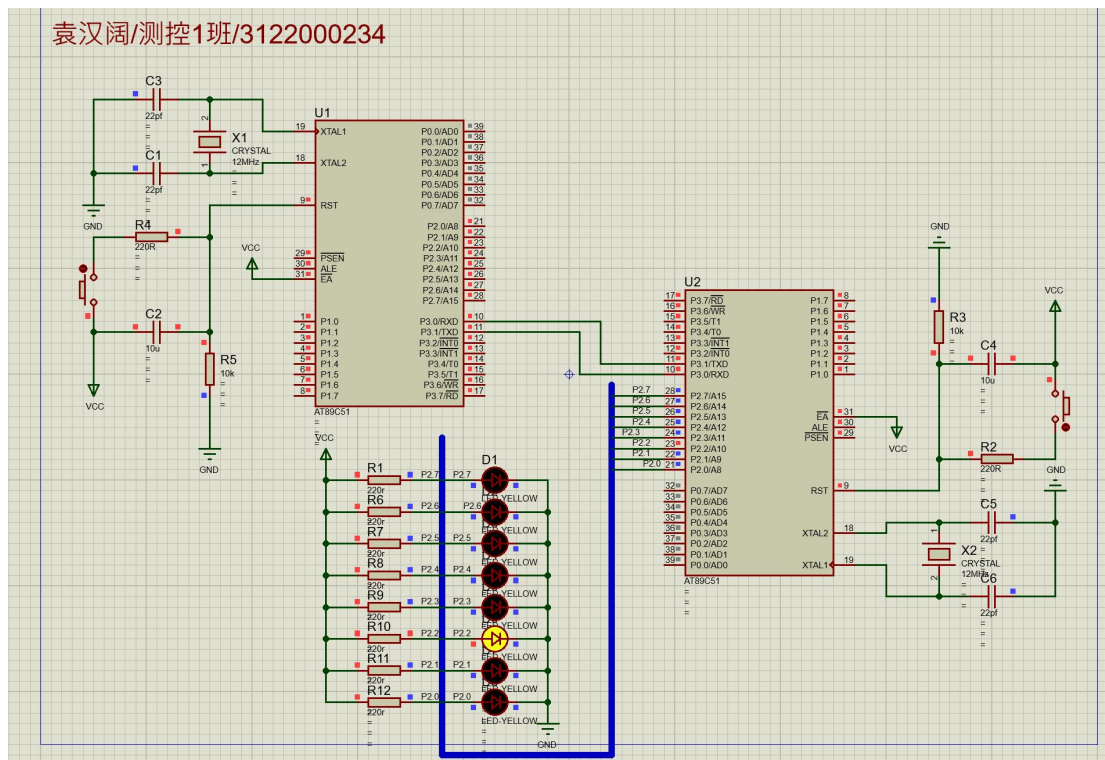 袁汉阔/测控1班/3122000234
C3
22pf
X1
CRYSTAL
12MHz
C1
22pf
GND
R4
220R
VCC
C2
10u
R5
10k
VCC
GND
U1
19 XTAL1
18 XTAL2
9 RST
29 PSEN
30 ALE
31 EA
1 P1.0
2 P1.1
3 P1.2
4 P1.3
5 P1.4
6 P1.5
7 P1.6
8 P1.7
P0.0/AD0 39
P0.1/AD1 38
P0.2/AD2 37
P0.3/AD3 36
P0.4/AD4 35
P0.5/AD5 34
P0.6/AD6 33
P0.7/AD7 32
P2.0/A8 21
P2.1/A9 22
P2.2/A10 23
P2.3/A11 24
P2.4/A12 25
P2.5/A13 26
P2.6/A14 27
P2.7/A15 28
P3.0/RXD 10
P3.1/TXD 11
P3.2/INT0 12
P3.3/INT1 13
P3.4/T0 14
P3.5/T1 15
P3.6/WR 16
P3.7/RD 17
AT89C51
VCC
D1
R1 P2.7 P2.7
220r LED-YELLOW
R6 P2.6 P2.6
220r LED-YELLOW
R7 P2.5 P2.5
220r LED-YELLOW
R8 P2.4 P2.4
220r LED-YELLOW
R9 P2.3 P2.3
220r LED-YELLOW
R10 P2.2 P2.2
220r LED-YELLOW
R11 P2.1 P2.1
220r LED-YELLOW
R12 P2.0 P2.0
220r LED-YELLOW
GND
U2
17 P3.7/RD
16 P3.6/WR
15 P3.5/T1
14 P3.4/T0
13 P3.3/INT1
12 P3.2/INT0
11 P3.1/TXD
10 P3.0/RXD
P2.7 28 P2.7/A15
P2.6 27 P2.6/A14
P2.5 26 P2.5/A13
P2.4 25 P2.4/A12
P2.3 24 P2.3/A11
P2.2 23 P2.2/A10
P2.1 22 P2.1/A9
P2.0 21 P2.0/A8
32 P0.7/AD7
33 P0.6/AD6
34 P0.5/AD5
35 P0.4/AD4
36 P0.3/AD3
37 P0.2/AD2
38 P0.1/AD1
39 P0.0/AD0
P1.7 8
P1.6 7
P1.5 6
P1.4 5
P1.3 4
P1.2 3
P1.1 2
P1.0 1
EA 31
ALE 30
PSEN 29
RST 9
XTAL2 18
XTAL1 19
AT89C51
GND
R3
10k
VCC
C4
10u
R2
220R
GND
C5
22pf
X2
CRYSTAL
12MHz
C6
22pf